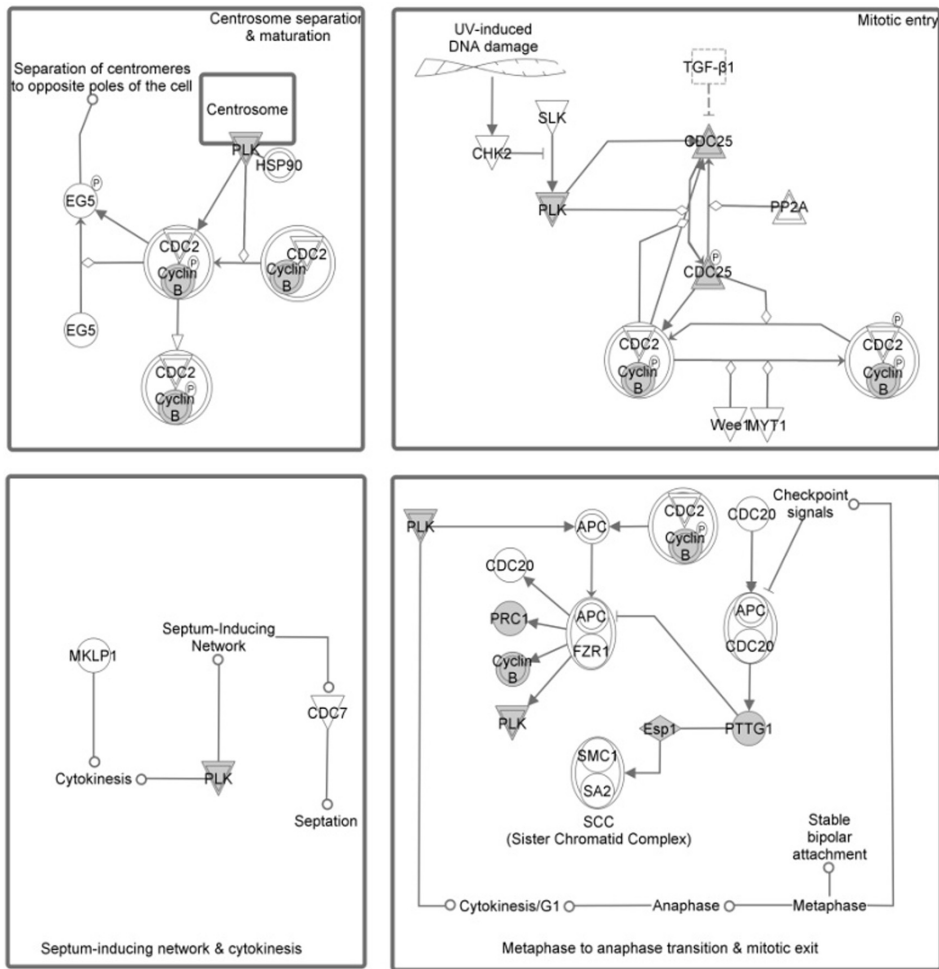 Centrosome separation
& maturation
Separation of centromeres
to opposite poles of the cell
Centrosome
PLK
HSP90
P
EG5
CDC2
P
Cyclin
B
CDC2
Cyclin
B
EG5
CDC2
P
Cyclin
B
Mitotic entry
UV-induced
DNA damage
TGF-β1
SLK
CDC25
CHK2
PLK
PP2A
P
CDC25
P
CDC2
P
Cyclin
B
CDC2
P
Cyclin
B
Wee1
MYT1
Septum-Inducing
Network
MKLP1
CDC7
Cytokinesis
PLK
Septation
Septum-inducing network & cytokinesis
Checkpoint
signals
PLK
APC
CDC2
P
Cyclin
B
CDC20
CDC20
PRC1
APC
FZR1
APC
CDC20
Cyclin
B
PLK
Esp1
PTTG1
SMC1
SA2
SCC
(Sister Chromatid Complex)
Stable
bipolar
attachment
Cytokinesis/G1
Anaphase
Metaphase
Metaphase to anaphase transition & mitotic exit